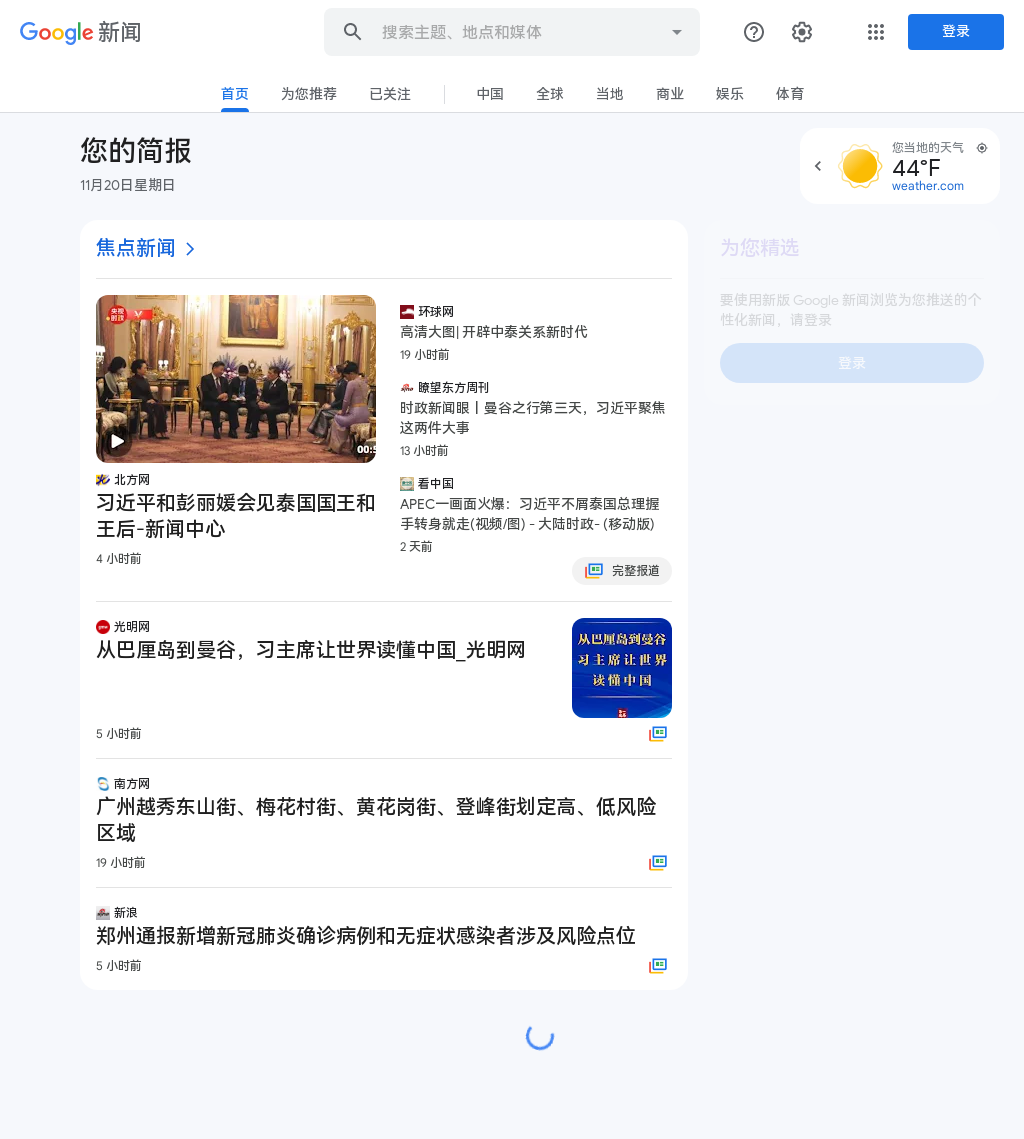 Google 新闻
搜索主题、地点和媒体
登录
首页
为您推荐
已关注
中国
全球
当地
商业
娱乐
体育
您的简报
11月20日星期日
您当地的天气
44°F
weather.com
焦点新闻
央视
时政
00:5
北方网
习近平和彭丽媛会见泰国国王和
王后-新闻中心
4 小时前
环球网
高清大图| 开辟中泰关系新时代
19 小时前
瞭望东方周刊
时政新闻眼丨曼谷之行第三天，习近平聚焦
这两件大事
13 小时前
看中国
APEC一画面火爆：习近平不屑泰国总理握
手转身就走(视频/图) - 大陆时政- (移动版)
2 天前
完整报道
光明网
从巴厘岛到曼谷，习主席让世界读懂中国_光明网
从巴厘岛到曼谷
习主席让世界
读懂中国
5 小时前
南方网
广州越秀东山街、梅花村街、黄花岗街、登峰街划定高、低风险
区域
19 小时前
新浪
郑州通报新增新冠肺炎确诊病例和无症状感染者涉及风险点位
5 小时前
为您精选
要使用新版 Google 新闻浏览为您推送的个
性化新闻，请登录
登录